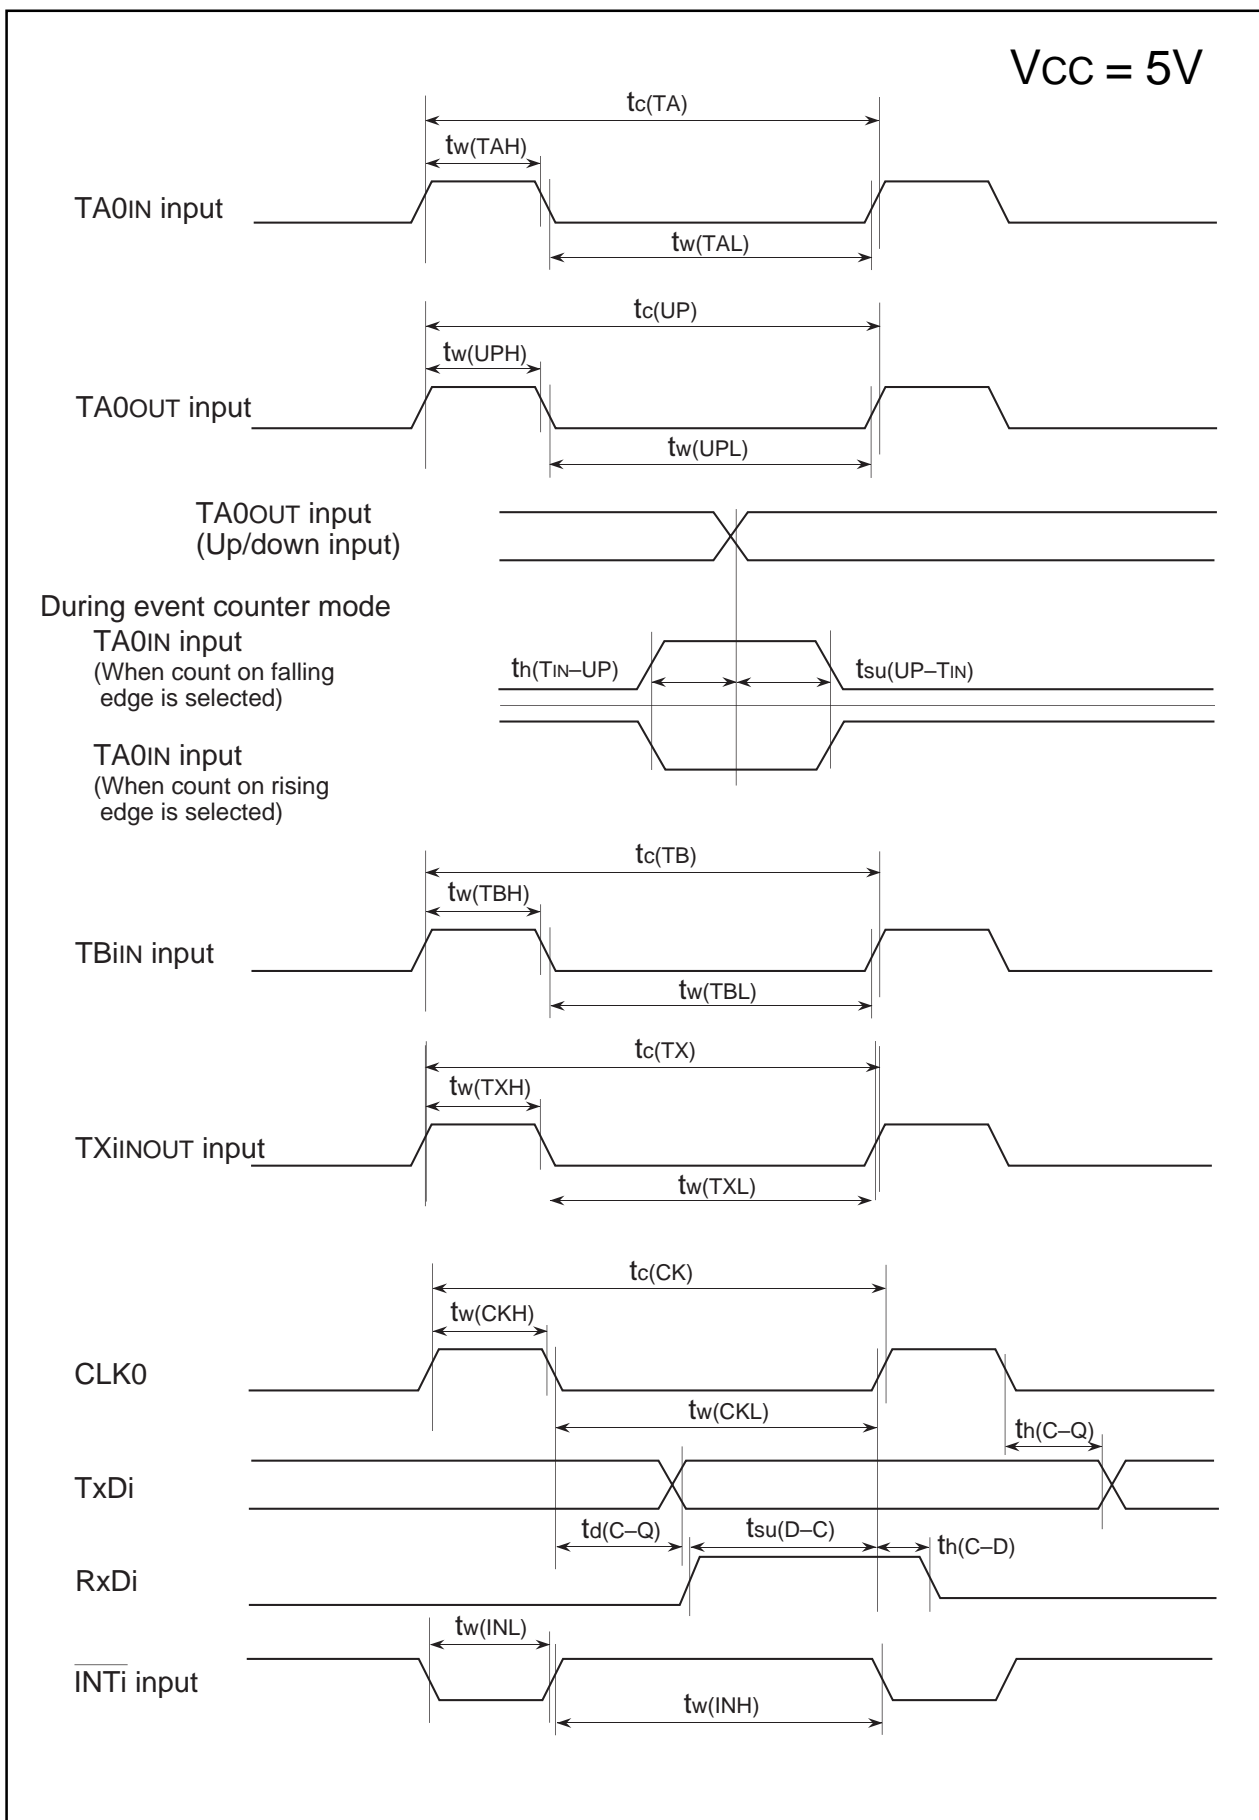 VCC = 5V
tc(TA)
tw(TAH)
TA0IN input
tw(TAL)
tc(UP)
tw(UPH)
TA0OUT input
tw(UPL)
TA0OUT input
(Up/down input)
During event counter mode
TA0IN input
(When count on falling
edge is selected)
th(TIN–UP)
tsu(UP–TIN)
TA0IN input
(When count on rising
edge is selected)
tc(TB)
tw(TBH)
TBiIN input
tw(TBL)
tc(TX)
tw(TXH)
TXiINOUT input
tw(TXL)
tc(CK)
tw(CKH)
CLK0
tw(CKL)
th(C–Q)
TxDi
td(C–Q)
tsu(D–C)
th(C–D)
RxDi
tw(INL)
INTi input
tw(INH)